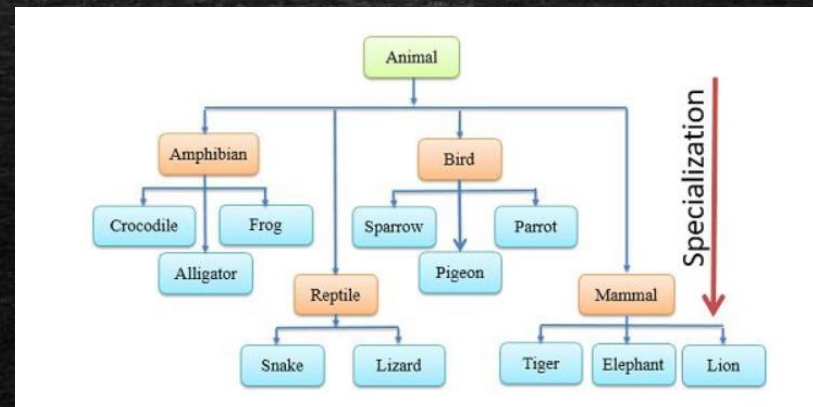 Animal
Amphibian
Bird
Crocodile
Frog
Sparrow
Parrot
Alligator
Pigeon
Reptile
Mammal
Snake
Lizard
Tiger
Elephant
Lion
Specialization